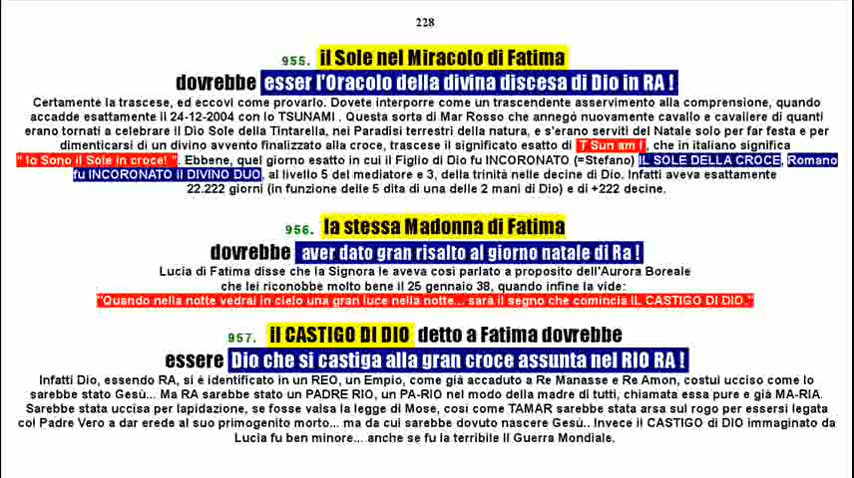 228
955. il Sole nel Miracolo di Fatima
dovrebbe esser l'Oracolo della divina discesa di Dio in RA !
Certamente la trascese, ed eccovi come provarlo. Dovete interporre come un trascendente asservimento alla comprensione, quando
accadde esattamente il 24-12-2004 con lo TSUNAMI . Questa sorta di Mar Rosso che annegò nuovamente cavallo e cavaliere di quanti
erano tornati a celebrare il Dio Sole della Tintarella, nei Paradisi terrestri della natura, e s'erano serviti del Natale solo per far festa e per
dimenticarsi di un divino avvento finalizzato alla croce, trascese il significato esatto di T Sun am I, che in italiano significa
" Io Sono il Sole in croce! ". Ebbene, quel giorno esatto in cui il Figlio di Dio fu INCORONATO (=Stefano) IL SOLE DELLA CROCE, Romano
fu INCORONATO il DIVINO DUO, al livello 5 del mediatore e 3, della trinità nelle decine di Dio. Infatti aveva esattamente
22.222 giorni (in funzione delle 5 dita di una delle 2 mani di Dio) e di +222 decine.
956. la stessa Madonna di Fatima
dovrebbe aver dato gran risalto al giorno natale di Ra !
Lucia di Fatima disse che la Signora le aveva così parlato a proposito dell'Aurora Boreale
che lei riconobbe molto bene il 25 gennaio 38, quando infine la vide:
"Quando nella notte vedrai in cielo una gran luce nella notte... sarà il segno che comincia IL CASTIGO DI DIO."
957. il CASTIGO DI DIO detto a Fatima dovrebbe
essere Dio che si castiga alla gran croce assunta nel RIO RA !
Infatti Dio, essendo RA, si è identificato in un REO, un Empio, come già accaduto a Re Manasse e Re Amon, costui ucciso come lo
sarebbe stato Gesù... Ma RA sarebbe stato un PADRE RIO, un PA-RIO nel modo della madre di tutti, chiamata essa pure e già MA-RIA.
Sarebbe stata uccisa per lapidazione, se fosse valsa la legge di Mosè, così come TAMAR sarebbe stata arsa sul rogo per essersi legata
col Padre Vero a dar erede al suo primogenito morto... ma da cui sarebbe dovuto nascere Gesù.. Invece il CASTIGO di DIO immaginato da
Lucia fu ben minore... anche se fu la terribile II Guerra Mondiale.